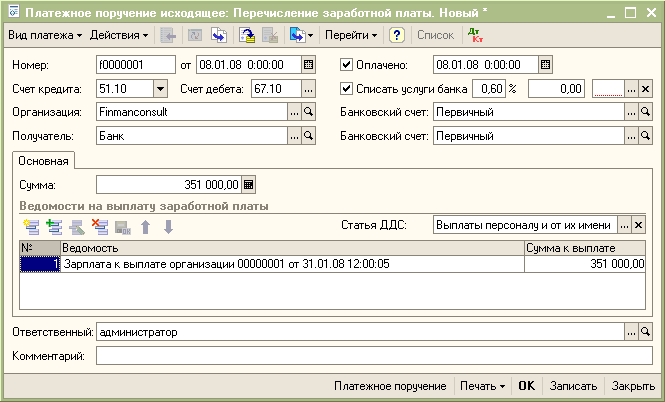 Платежное поручение исходящее: Перечисление заработной платы. Новый *
Вид платежа Действия Перейти ? Список Дт Кт
Номер: f0000001 от 08.01.08 0:00:00 Оплачено: 08.01.08 0:00:00
Счет кредита: 51.10 Счет дебета: 67.10 ... Списать услуги банка 0,60 % 0,00 ... x
Организация: Finmanconsult ... Банковский счет: Первичный ...
Получатель: Банк ... Банковский счет: Первичный ...
Основная
Сумма: 351 000,00
Ведомости на выплату заработной платы
Статья ДДС: Выплаты персоналу и от их имени ... x
№ Ведомость Сумма к выплате
1 Зарплата к выплате организации 00000001 от 31.01.08 12:00:05 351 000,00
Ответственный: администратор ...
Комментарий:
Платежное поручение Печать OK Записать Закрыть